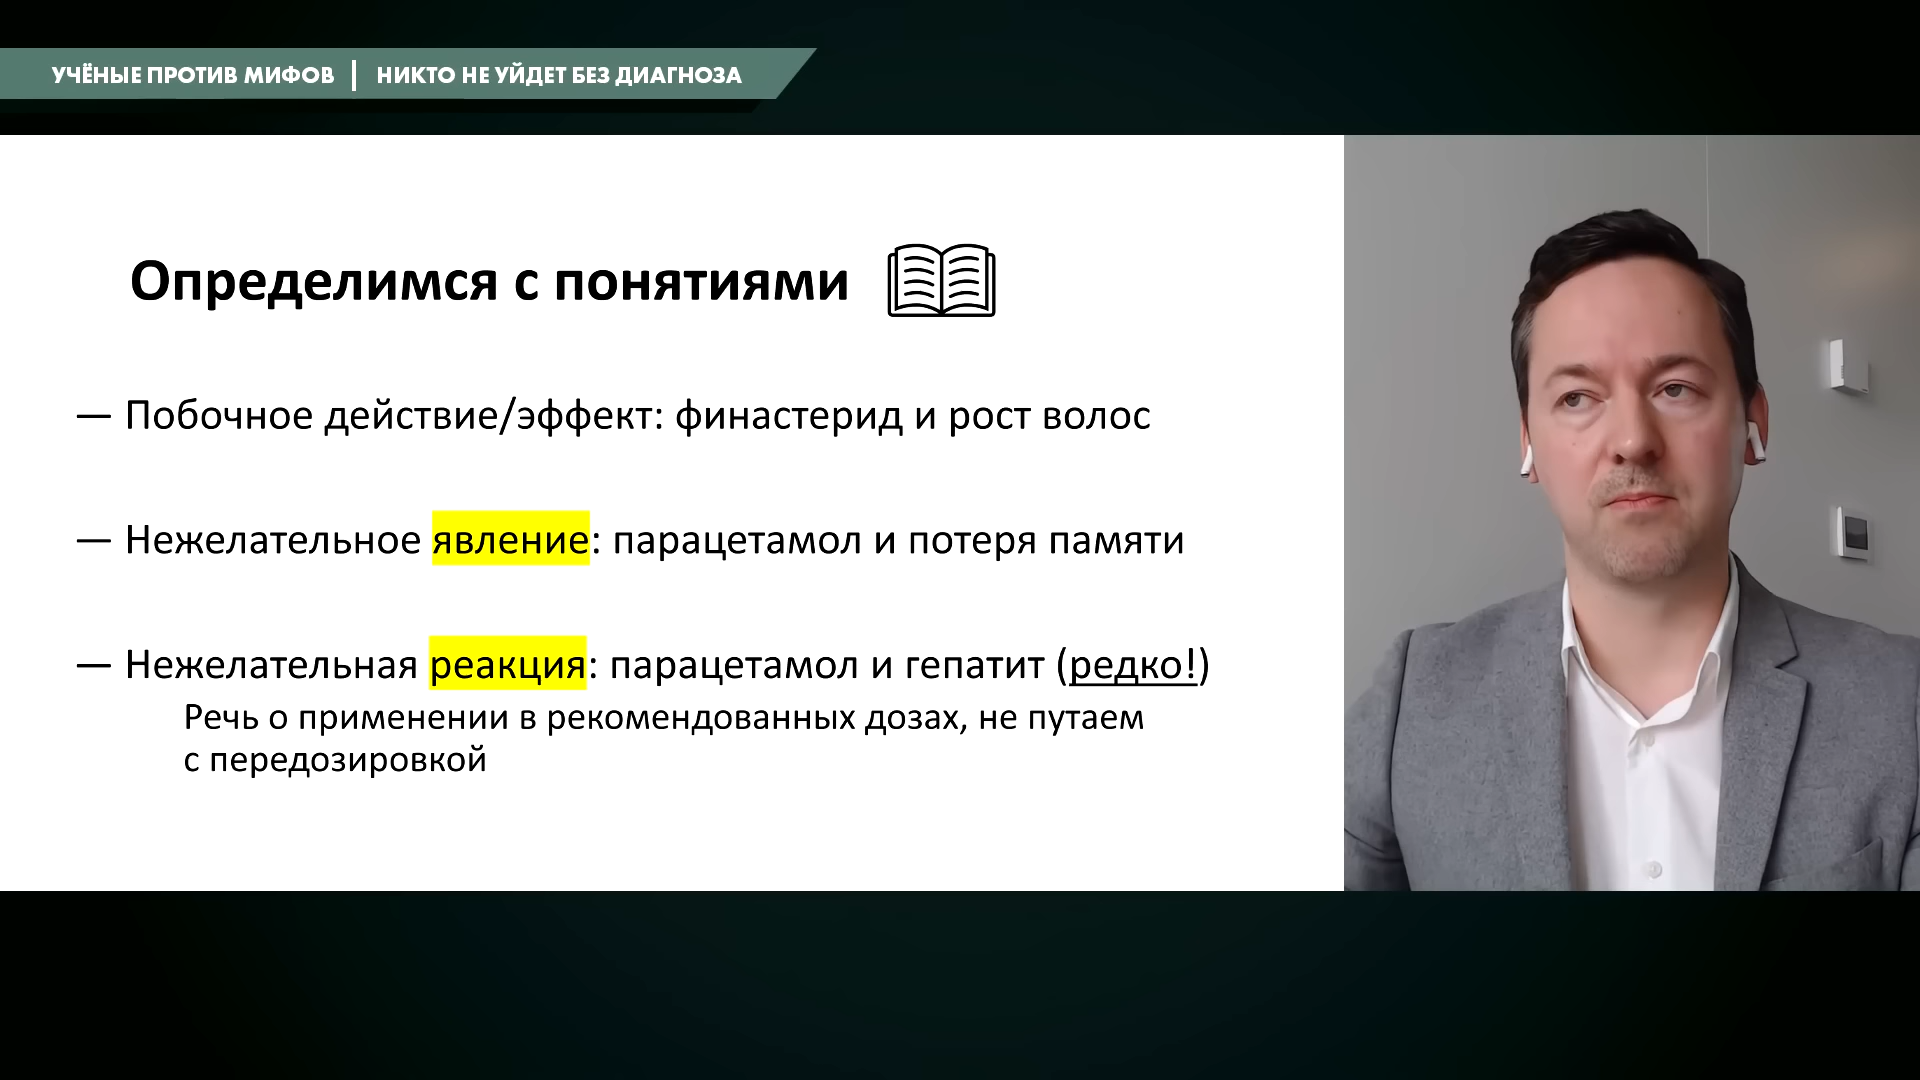 УЧЁНЫЕ ПРОТИВ МИФОВ | НИКТО НЕ УЙДЕТ БЕЗ ДИАГНОЗА
Определимся с понятиями
— Побочное действие/эффект: финастерид и рост волос
— Нежелательное явление: парацетамол и потеря памяти
— Нежелательная реакция: парацетамол и гепатит (редко!)
Речь о применении в рекомендованных дозах, не путаем
с передозировкой